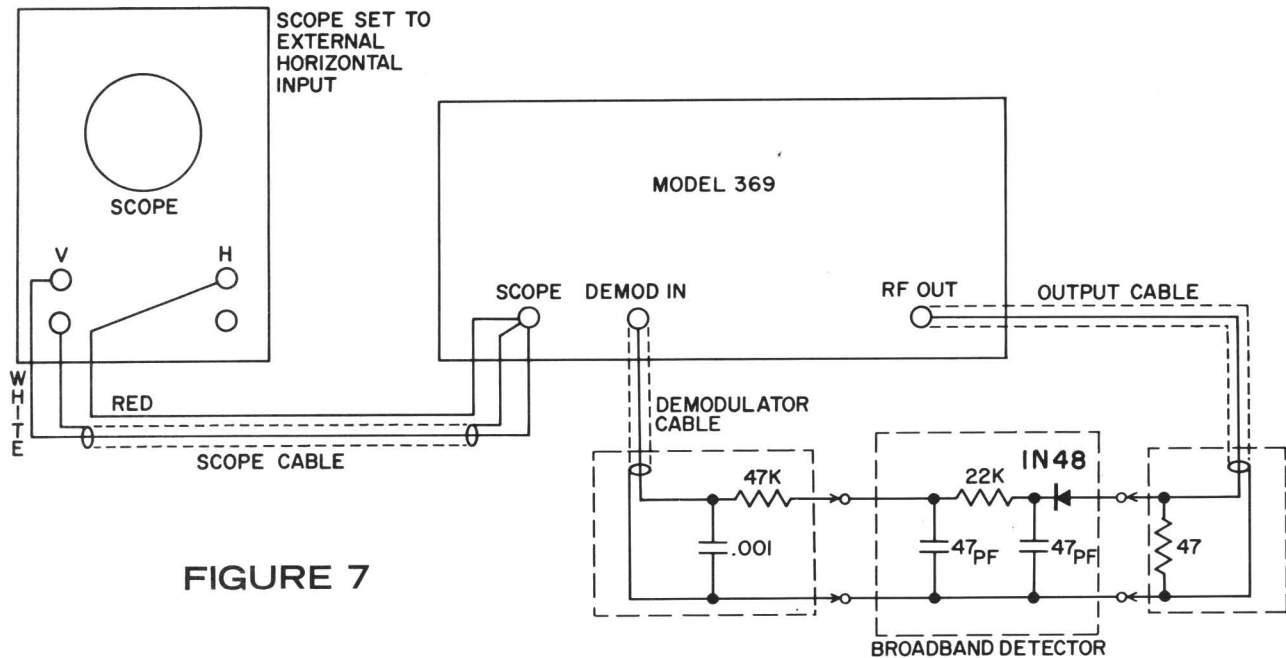 SCOPE SET TO
EXTERNAL
HORIZONTAL
INPUT
SCOPE
V
H
MODEL 369
SCOPE
DEMOD IN
RF OUT
OUTPUT CABLE
WHITE
RED
SCOPE CABLE
DEMODULATOR
CABLE
47K
.001
22K
IN48
47PF
47PF
47
BROADBAND DETECTOR
FIGURE 7